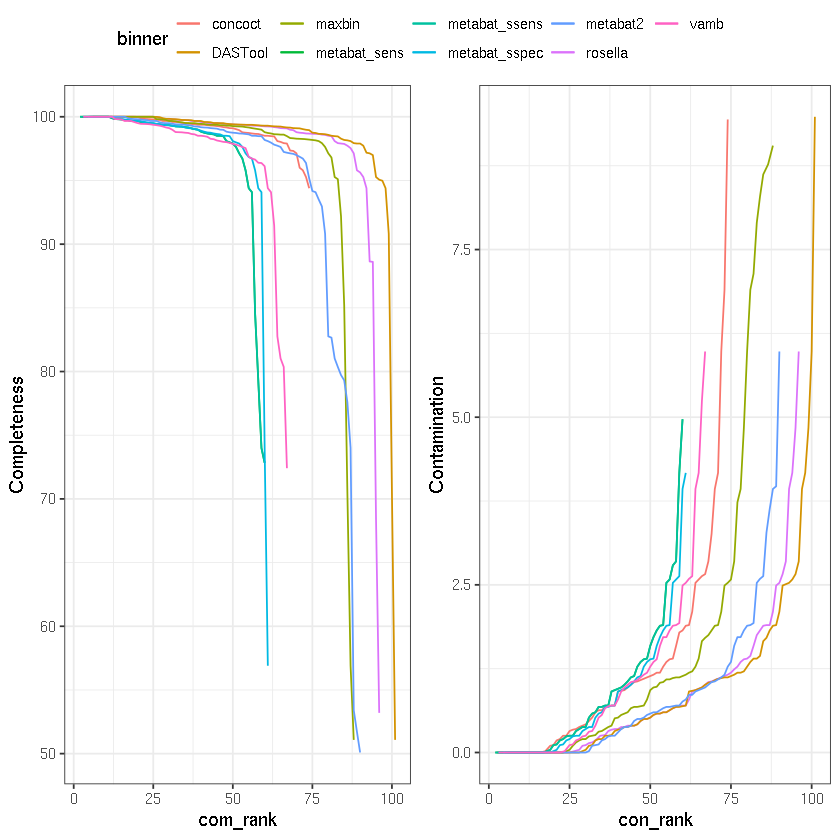 binner
concoct maxbin metabat_ssens metabat2 vamb
DASTool metabat_sens metabat_sspec rosella
Completeness
100
90
80
70
60
50
0 25 50 75 100
com_rank
Contamination
7.5
5.0
2.5
0.0
0 25 50 75 100
con_rank